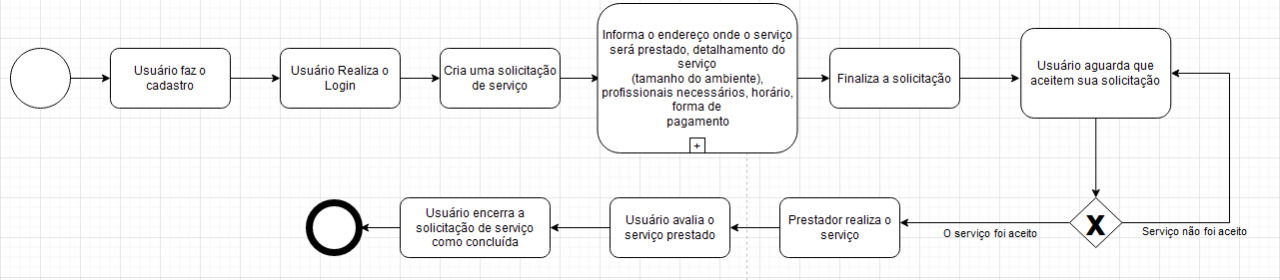 Usuário faz o
cadastro
Usuário Realiza o
Login
Cria uma solicitação
de serviço
Informa o endereço onde o serviço
será prestado, detalhamento do
serviço
(tamanho do ambiente),
profissionais necessários, horário,
forma de
pagamento
+
Finaliza a solicitação
Usuário aguarda que
aceitem sua solicitação
X
Serviço não foi aceito
O serviço foi aceito
Prestador realiza o
serviço
Usuário avalia o
serviço prestado
Usuário encerra a
solicitação de serviço
como concluída